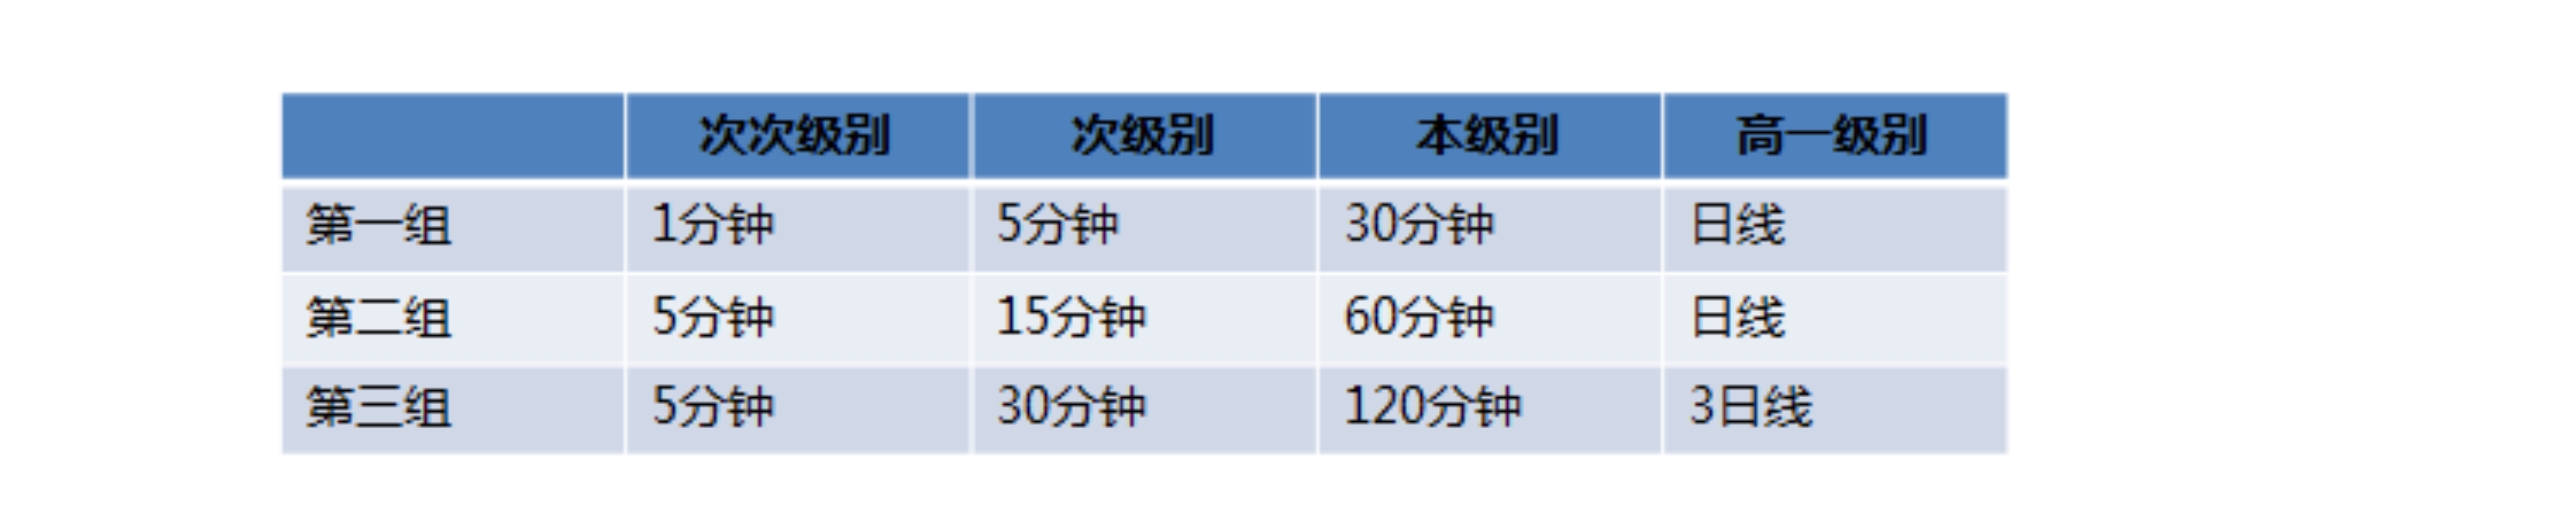 次次级别 次级别 本级别 高一级别
第一组 1分钟 5分钟 30分钟 日线
第二组 5分钟 15分钟 60分钟 日线
第三组 5分钟 30分钟 120分钟 3日线